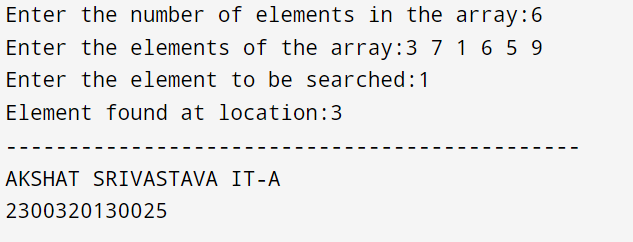 Enter the number of elements in the array:6
Enter the elements of the array:3 7 1 6 5 9
Enter the element to be searched:1
Element found at location:3
----------------------------------------------
AKSHAT SRIVASTAVA IT-A
2300320130025